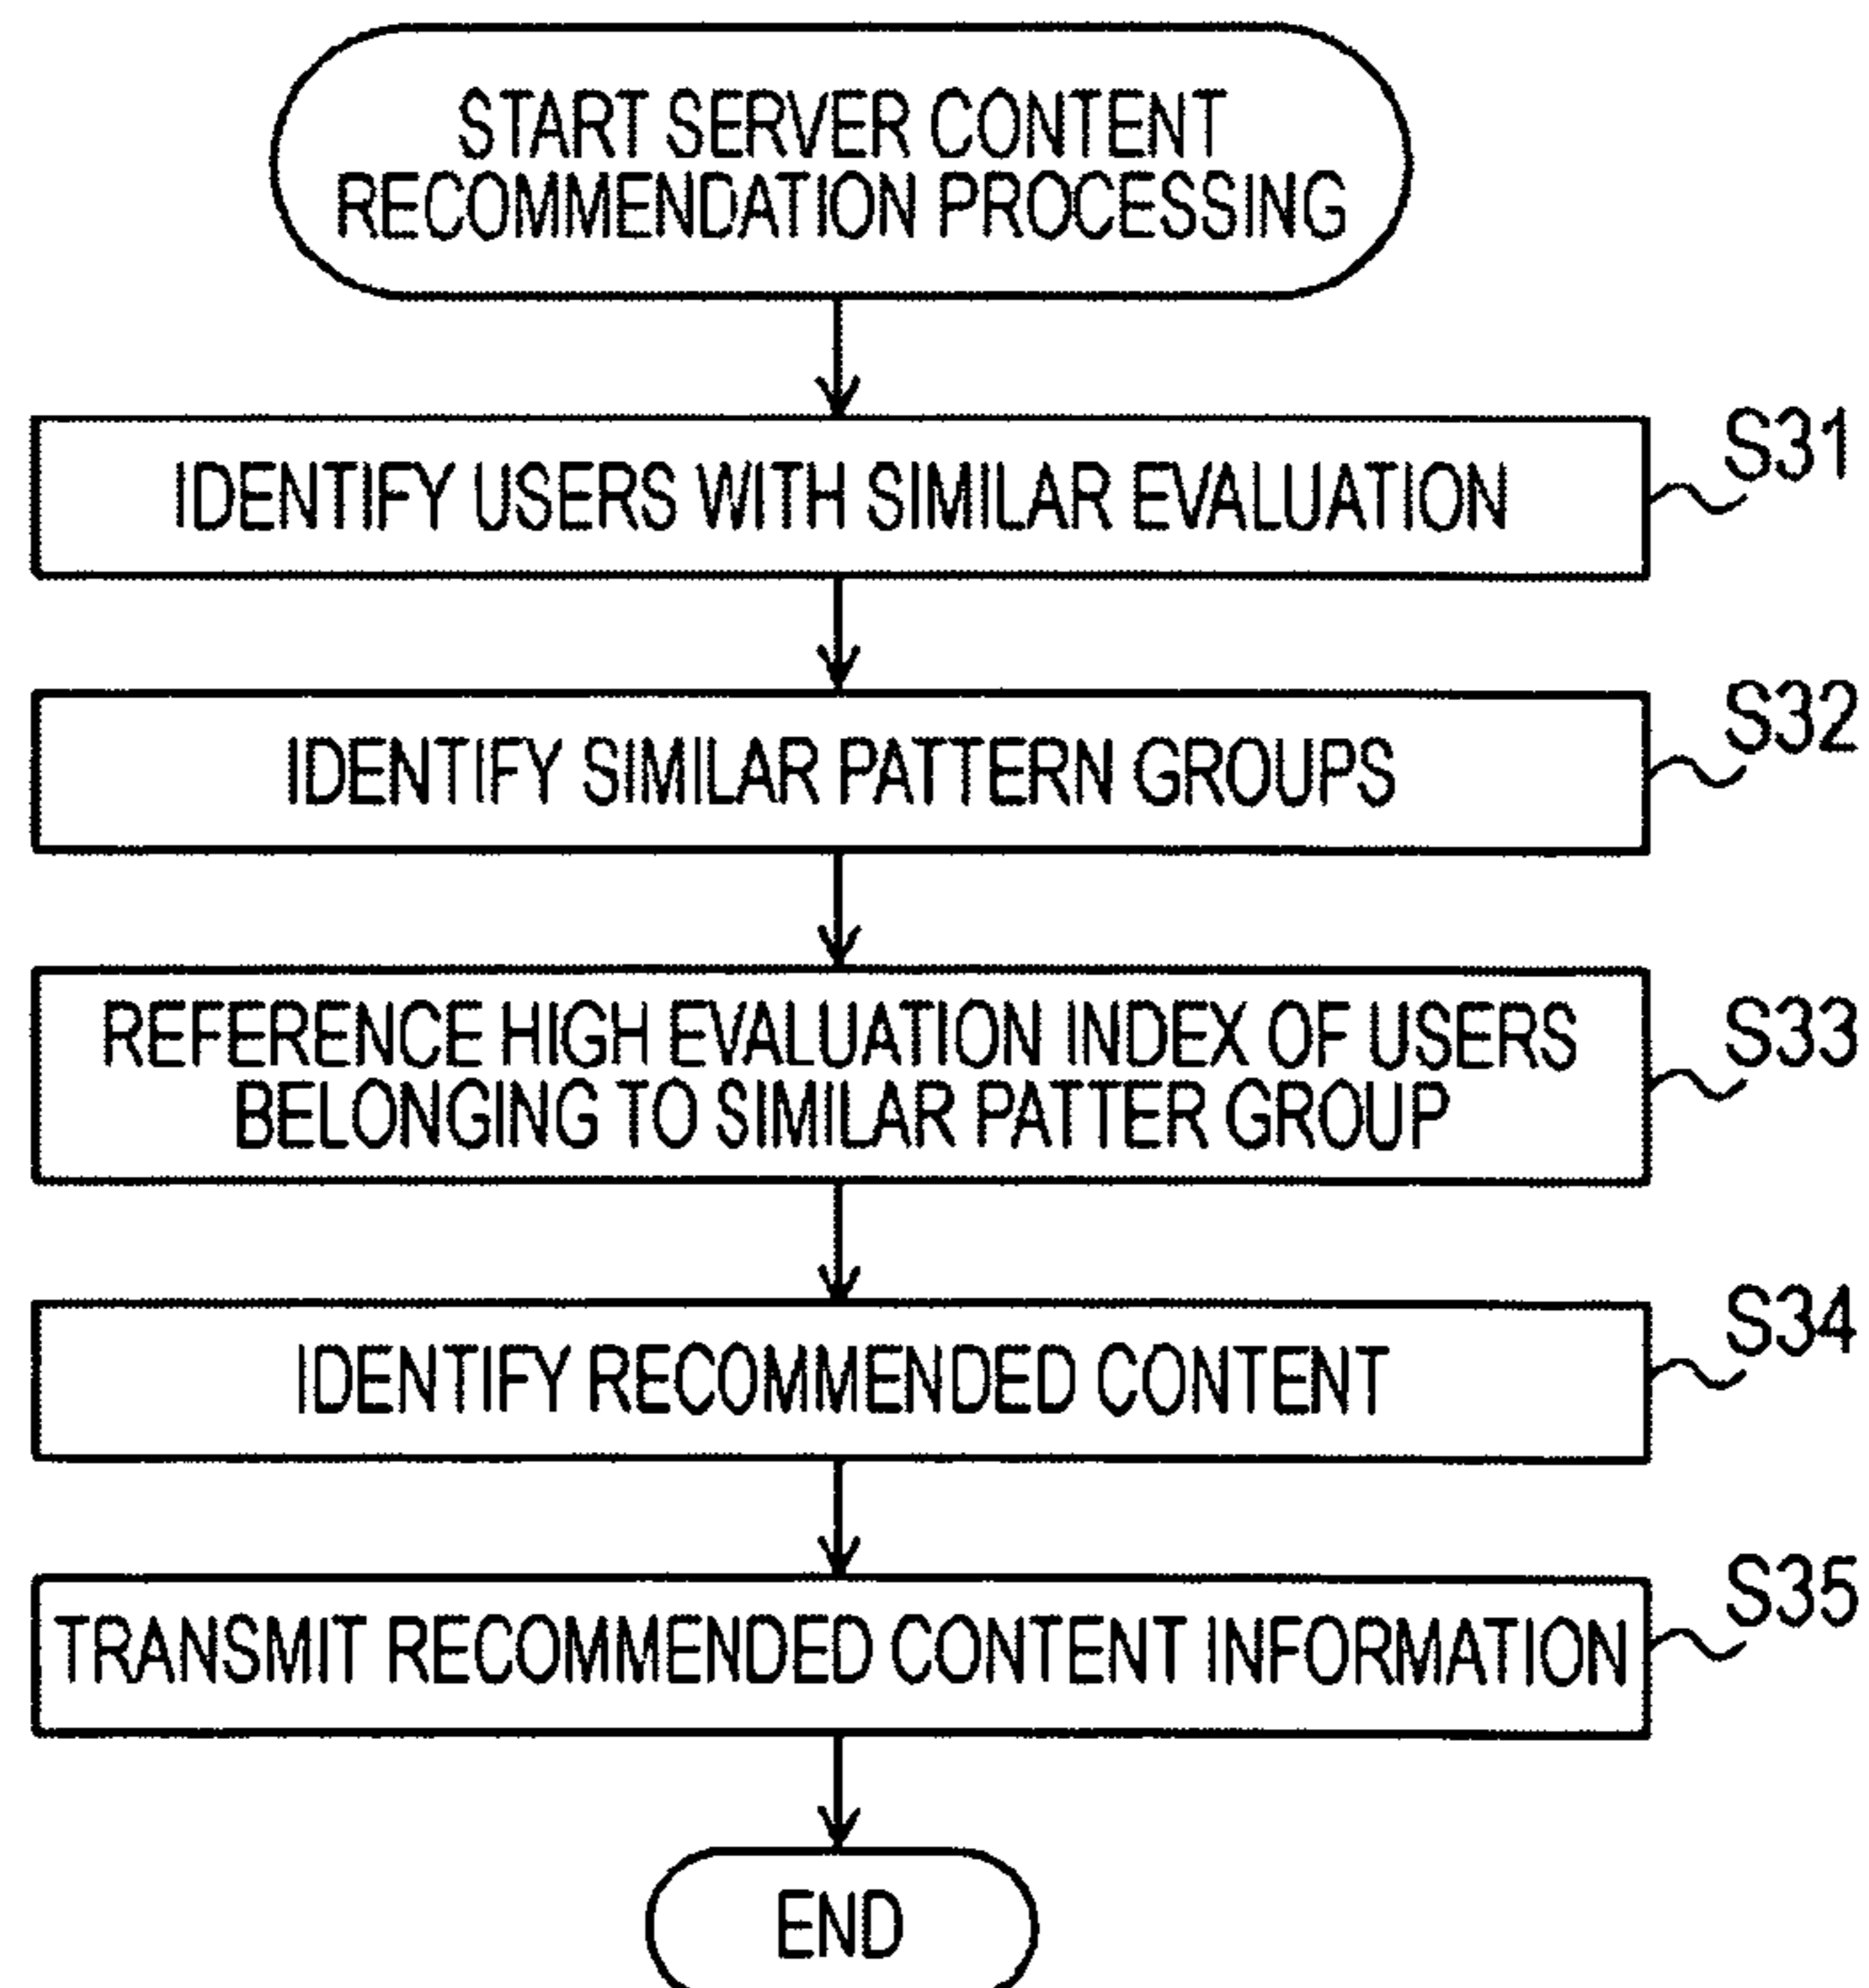 START SERVER CONTENT
RECOMMENDATION PROCESSING
IDENTIFY USERS WITH SIMILAR EVALUATION
S31
IDENTIFY SIMILAR PATTERN GROUPS
S32
REFERENCE HIGH EVALUATION INDEX OF USERS
BELONGING TO SIMILAR PATTER GROUP
S33
IDENTIFY RECOMMENDED CONTENT
S34
TRANSMIT RECOMMENDED CONTENT INFORMATION
S35
END